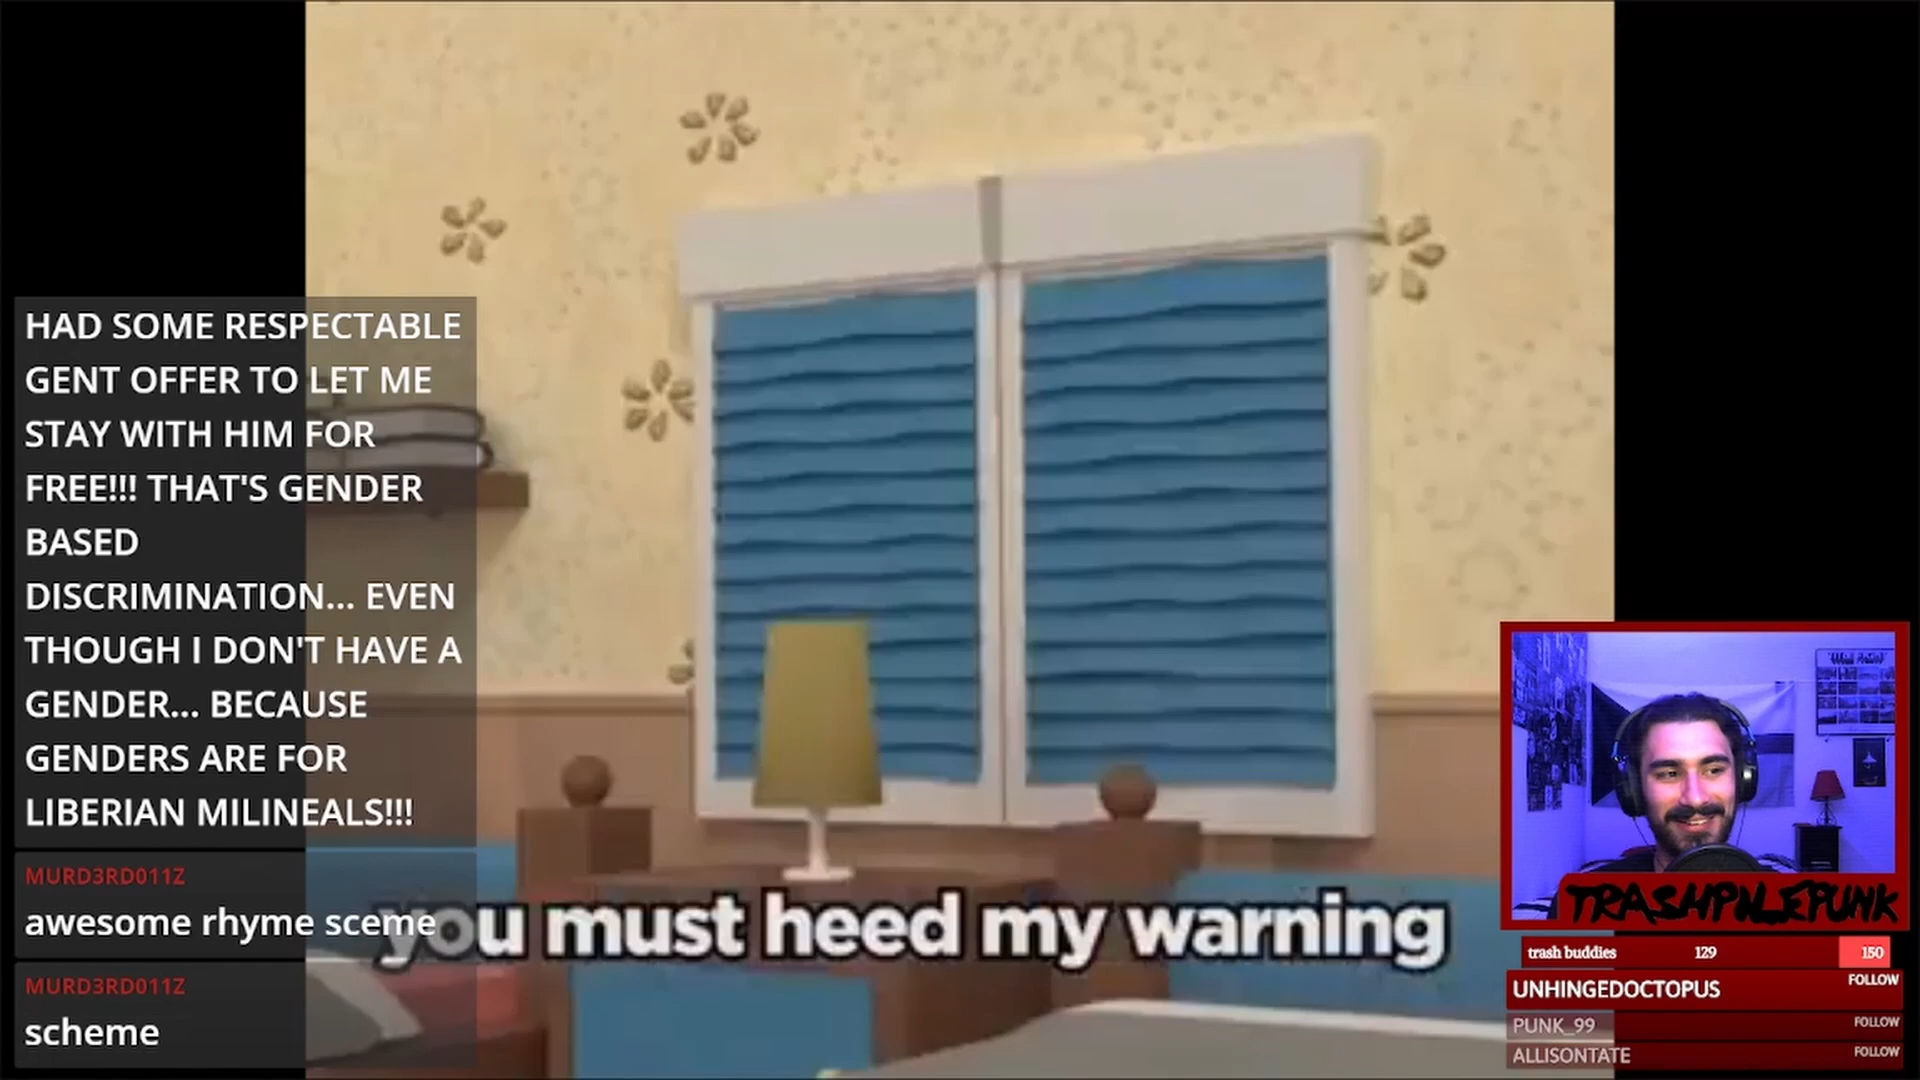 HAD SOME RESPECTABLE
GENT OFFER TO LET ME
STAY WITH HIM FOR
FREE!!! THAT'S GENDER
BASED
DISCRIMINATION... EVEN
THOUGH I DON'T HAVE A
GENDER... BECAUSE
GENDERS ARE FOR
LIBERIAN MILINEALS!!!
MURD3RD011Z
awesome rhyme sceme
MURD3RD011Z
scheme
you must heed my warning
TRASHPILEPUNK
trash buddies 129 150
UNHINGEDOCTOPUS FOLLOW
PUNK_99 FOLLOW
ALLISONTATE FOLLOW